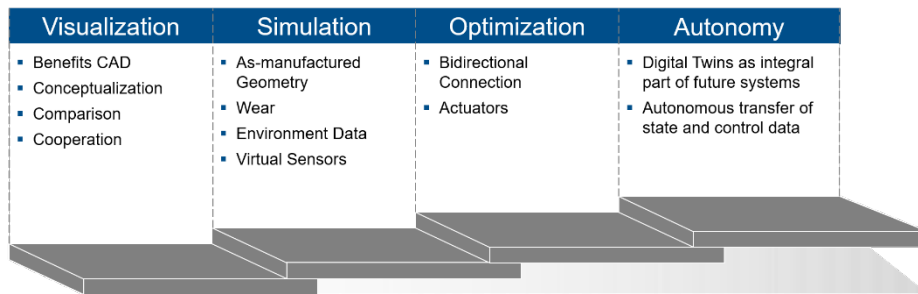 Visualization
Simulation
Optimization
Autonomy
▪ Benefits CAD
▪ Conceptualization
▪ Comparison
▪ Cooperation
▪ As-manufactured
Geometry
▪ Wear
▪ Environment Data
▪ Virtual Sensors
▪ Bidirectional
Connection
▪ Actuators
▪ Digital Twins as integral
part of future systems
▪ Autonomous transfer of
state and control data